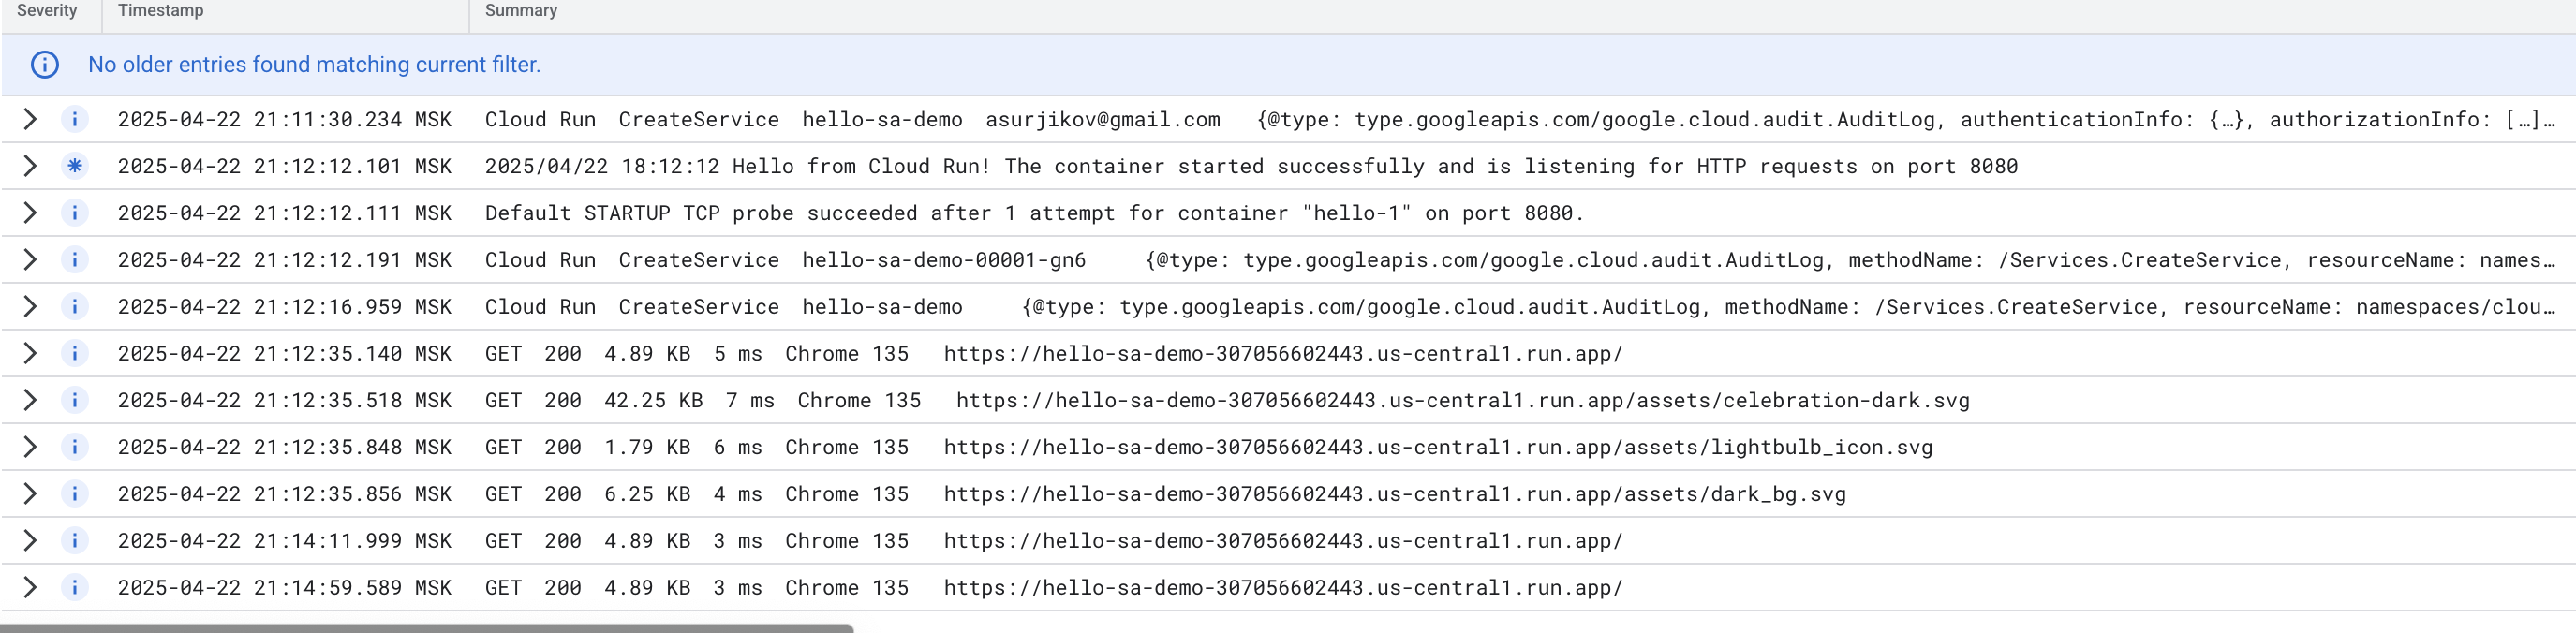 Severity Timestamp Summary
No older entries found matching current filter.
2025-04-22 21:11:30.234 MSK Cloud Run CreateService hello-sa-demo asurjikov@gmail.com {@type: type.googleapis.com/google.cloud.audit.AuditLog, authenticationInfo: {…}, authorizationInfo: […]…
2025-04-22 21:12:12.101 MSK 2025/04/22 18:12:12 Hello from Cloud Run! The container started successfully and is listening for HTTP requests on port 8080
2025-04-22 21:12:12.111 MSK Default STARTUP TCP probe succeeded after 1 attempt for container "hello-1" on port 8080.
2025-04-22 21:12:12.191 MSK Cloud Run CreateService hello-sa-demo-00001-gn6 {@type: type.googleapis.com/google.cloud.audit.AuditLog, methodName: /Services.CreateService, resourceName: names…
2025-04-22 21:12:16.959 MSK Cloud Run CreateService hello-sa-demo {@type: type.googleapis.com/google.cloud.audit.AuditLog, methodName: /Services.CreateService, resourceName: namespaces/clou…
2025-04-22 21:12:35.140 MSK GET 200 4.89 KB 5 ms Chrome 135 https://hello-sa-demo-307056602443.us-central1.run.app/
2025-04-22 21:12:35.518 MSK GET 200 42.25 KB 7 ms Chrome 135 https://hello-sa-demo-307056602443.us-central1.run.app/assets/celebration-dark.svg
2025-04-22 21:12:35.848 MSK GET 200 1.79 KB 6 ms Chrome 135 https://hello-sa-demo-307056602443.us-central1.run.app/assets/lightbulb_icon.svg
2025-04-22 21:12:35.856 MSK GET 200 6.25 KB 4 ms Chrome 135 https://hello-sa-demo-307056602443.us-central1.run.app/assets/dark_bg.svg
2025-04-22 21:14:11.999 MSK GET 200 4.89 KB 3 ms Chrome 135 https://hello-sa-demo-307056602443.us-central1.run.app/
2025-04-22 21:14:59.589 MSK GET 200 4.89 KB 3 ms Chrome 135 https://hello-sa-demo-307056602443.us-central1.run.app/